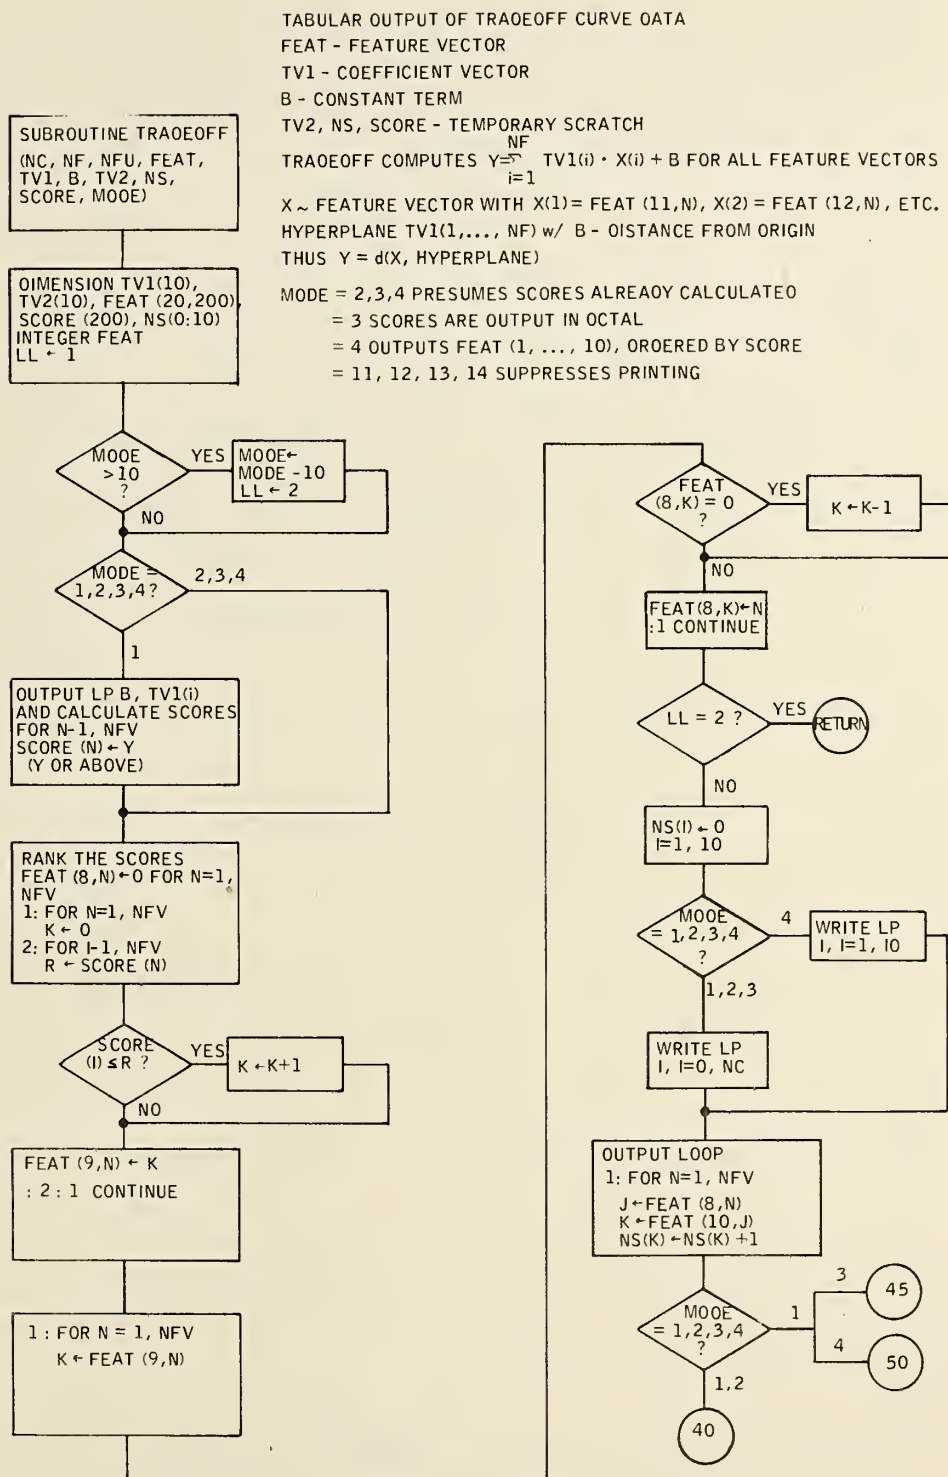 TABULAR OUTPUT OF TRAOEOFF CURVE OATA
FEAT - FEATURE VECTOR
TV1 - COEFFICIENT VECTOR
B - CONSTANT TERM
TV2, NS, SCORE - TEMPORARY SCRATCH
NF
TRAOEOFF COMPUTES Y=Σ TV1(i) · X(i) + B FOR ALL FEATURE VECTORS
i=1
X ~ FEATURE VECTOR WITH X(1)= FEAT (11,N), X(2) = FEAT (12,N), ETC.
HYPERPLANE TV1(1,..., NF) w/ B - OISTANCE FROM ORIGIN
THUS Y = d(X, HYPERPLANE)
MODE = 2,3,4 PRESUMES SCORES ALREAOY CALCULATEO
= 3 SCORES ARE OUTPUT IN OCTAL
= 4 OUTPUTS FEAT (1, ..., 10), OROERED BY SCORE
= 11, 12, 13, 14 SUPPRESSES PRINTING
SUBROUTINE TRAOEOFF
(NC, NF, NFU, FEAT,
TV1, B, TV2, NS,
SCORE, MOOE)
OIMENSION TV1(10),
TV2(10), FEAT (20,200),
SCORE (200), NS(0:10)
INTEGER FEAT
LL ← 1
MOOE
>10
?
YES
MOOE←
MODE -10
LL ← 2
NO
MODE =
1,2,3,4?
2,3,4
1
OUTPUT LP B, TV1(i)
AND CALCULATE SCORES
FOR N-1, NFV
SCORE (N)←Y
(Y OR ABOVE)
RANK THE SCORES
FEAT (8,N)←0 FOR N=1,
NFV
1: FOR N=1, NFV
K←0
2: FOR I-1, NFV
R ← SCORE (N)
SCORE
(I) ≤ R ?
YES
K ←K+1
NO
FEAT (9,N) ← K
: 2 : 1 CONTINUE
1 : FOR N = 1, NFV
K← FEAT (9,N)
FEAT
(8,K) = 0
?
YES
K ←K-1
NO
FEAT(8,K)←N
:1 CONTINUE
LL = 2 ?
YES
RETURN
NO
NS(I) ← 0
I=1, 10
MOOE
= 1,2,3,4
?
4
WRITE LP
I, I=1, 10
1,2,3
WRITE LP
I, I=0, NC
OUTPUT LOOP
1: FOR N=1, NFV
J←FEAT (8,N)
K ←FEAT (10,J)
NS(K) ←NS(K) +1
MOOE
= 1,2,3,4
?
1
3
45
4
50
1,2
40